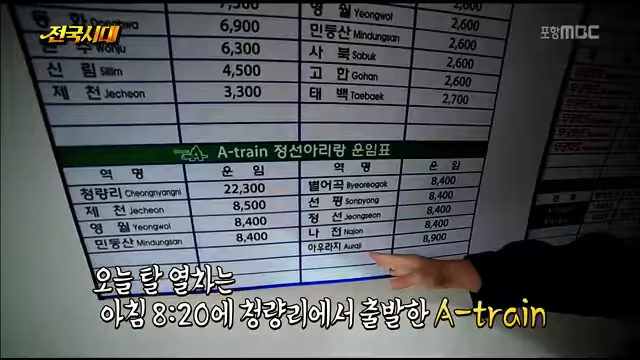 전국시대
포항MBC
동 화 Donghwa 6,900
원 주 Wonju 6,300
신 림 Sillim 4,500
제 천 Jecheon 3,300
영 월 Yeongwol 2,600
민둥산 Mindungsan 2,600
사 북 Sabuk 2,600
고 한 Gohan 2,600
태 백 Taebaek 2,700
A-train 정선아리랑 운임표
역 명 운 임
청량리 Cheongnyangni 22,300
제 천 Jecheon 8,500
영 월 Yeongwol 8,400
민둥산 Mindungsan 8,400
역 명 운 임
별어곡 Byeoreogok 8,400
선 평 Sonpyong 8,400
정 선 Jeongseon 8,400
나 전 Najon 8,400
아우라지 Auraji 8,900
오늘 탈 열차는
아침 8:20에 청량리에서 출발한 A-train